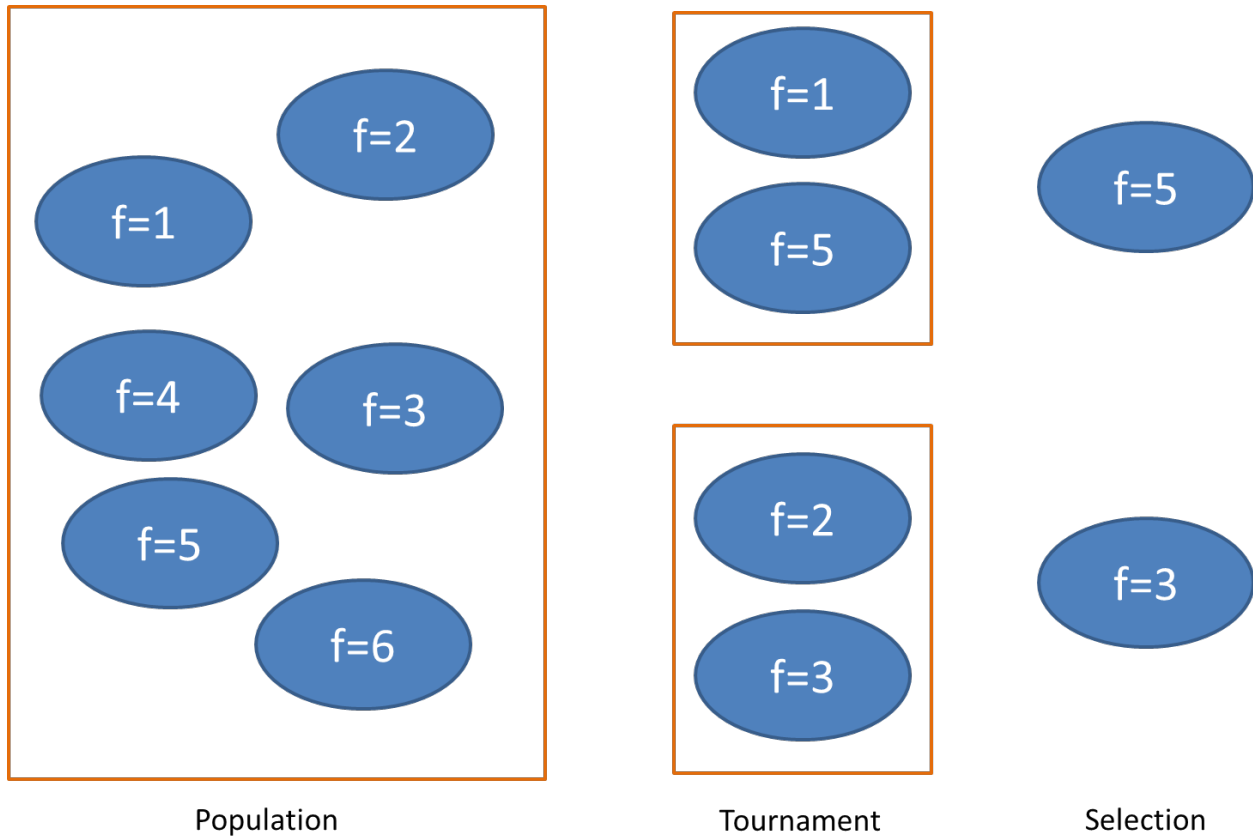 f=2
f=1
f=4
f=3
f=5
f=6
Population
f=1
f=5
f=2
f=3
Tournament
f=5
f=3
Selection